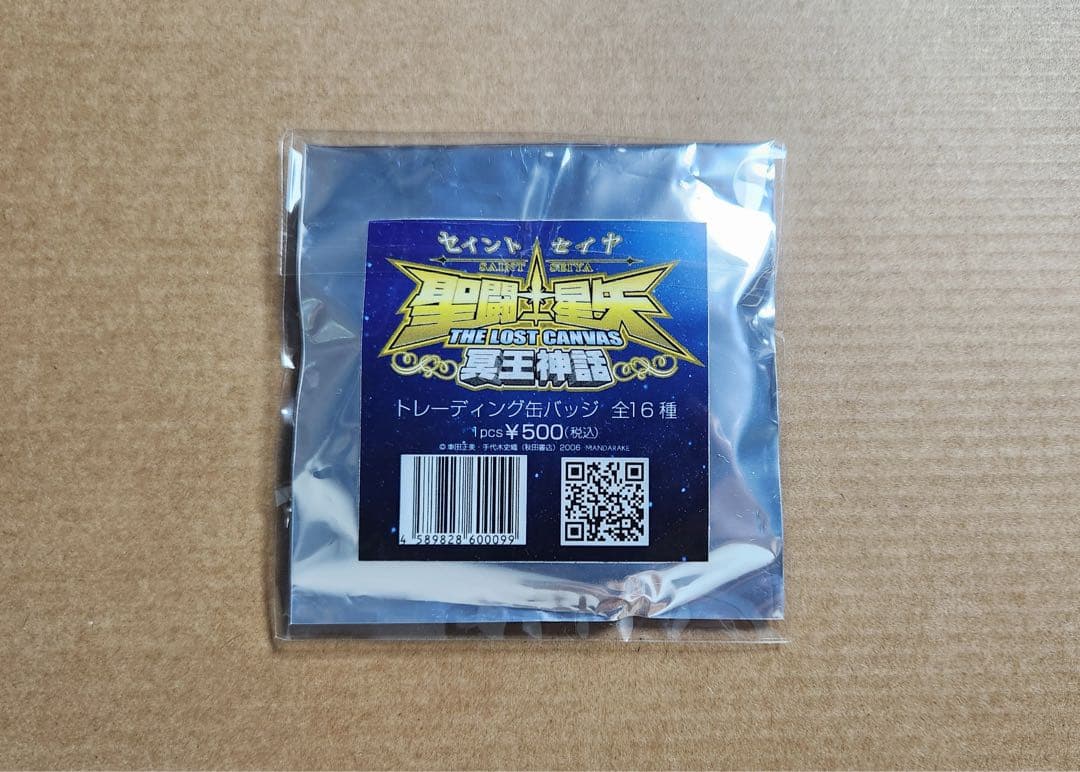 セイント セイヤ
SAINT SEIYA
聖闘士星矢
THE LOST CANVAS
冥王神話
トレーディング缶バッジ 全16種
1pcs ¥500(税込)
© 車田正美・手代木史織（秋田書店）2006 MANDARAKE
4 589828 600099